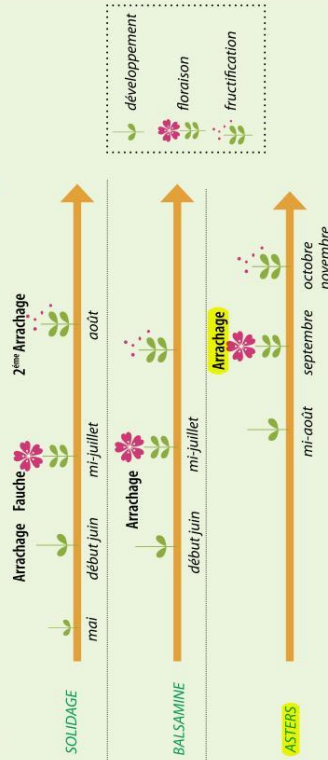 Arrachage Fauche 2ème Arrachage
SOLIDAGE
mai début juin mi-juillet août
Arrachage
BALSAMINE
début juin mi-juillet
Arrachage
ASTERS
mi-août septembre octobre
novembre
développement
floraison
fructification